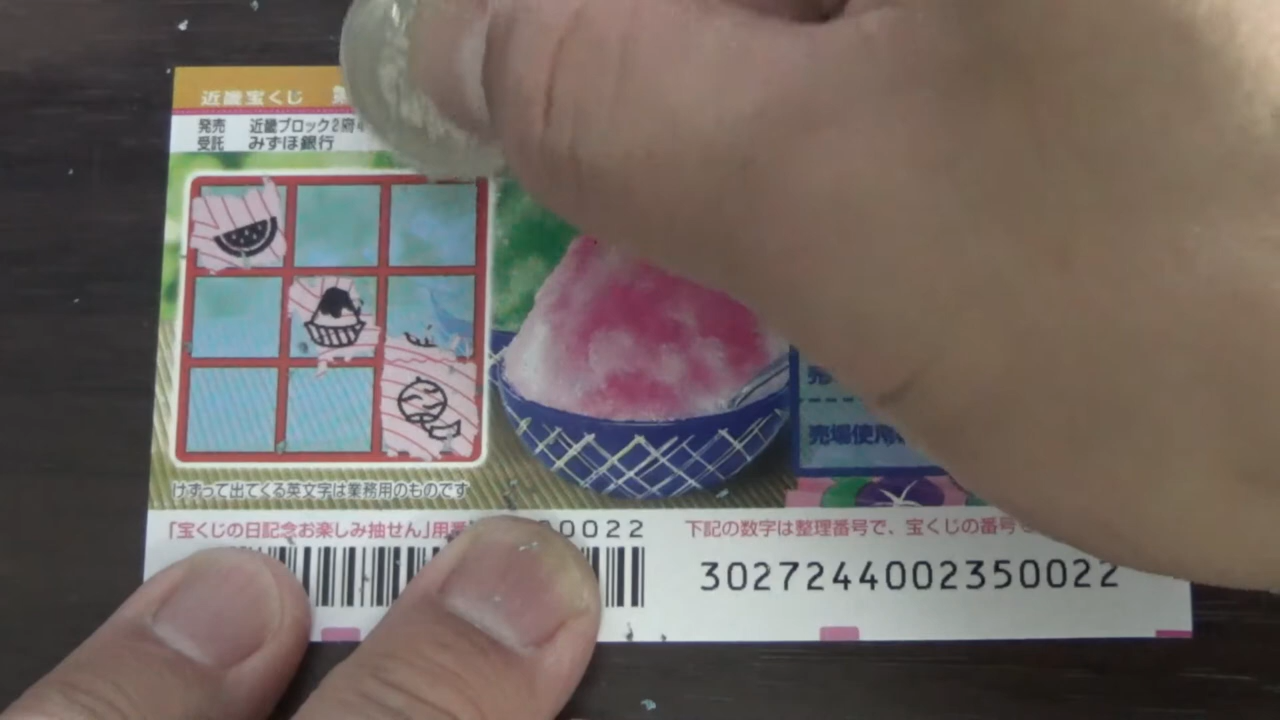 近畿宝くじ
発売 近畿ブロック2府
受託 みずほ銀行
売場使用
けずって出てくる英文字は業務用のものです
「宝くじの日記念お楽しみ抽せん」用番 0022
下記の数字は整理番号で、宝くじの番号
3027244002350022